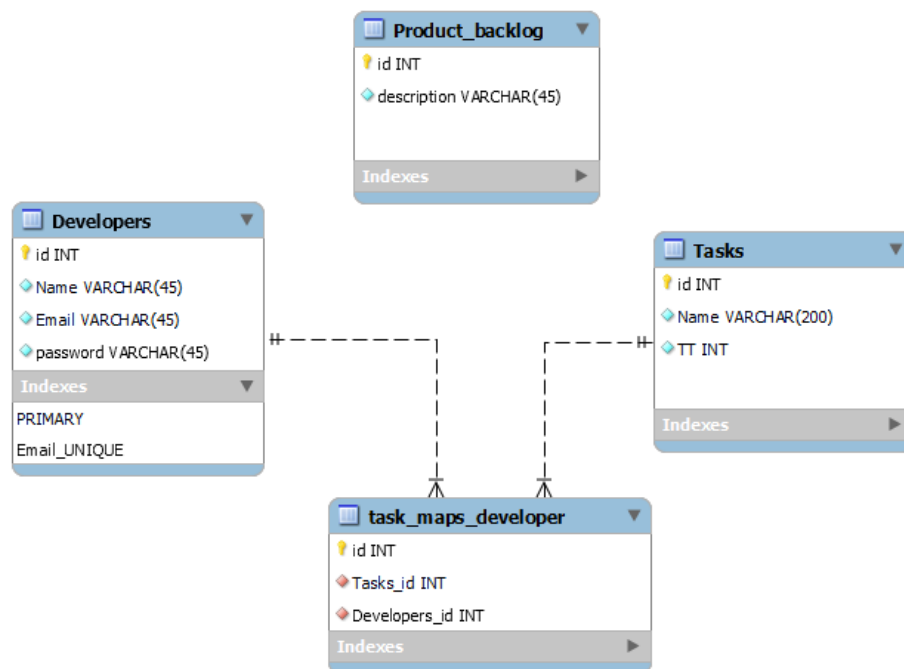 Product_backlog
id INT
description VARCHAR(45)
Indexes
Developers
id INT
Name VARCHAR(45)
Email VARCHAR(45)
password VARCHAR(45)
Indexes
PRIMARY
Email_UNIQUE
Tasks
id INT
Name VARCHAR(200)
TT INT
Indexes
task_maps_developer
id INT
Tasks_id INT
Developers_id INT
Indexes